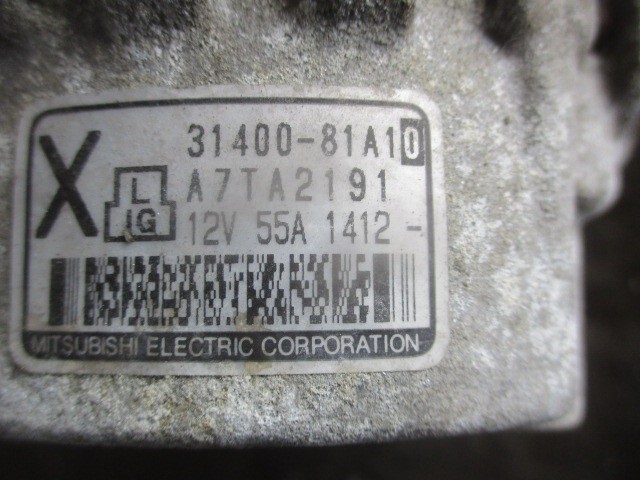 X
31400-81A10
L
IG
A7TA2191
12V 55A 1412 -
MITSUBISHI ELECTRIC CORPORATION